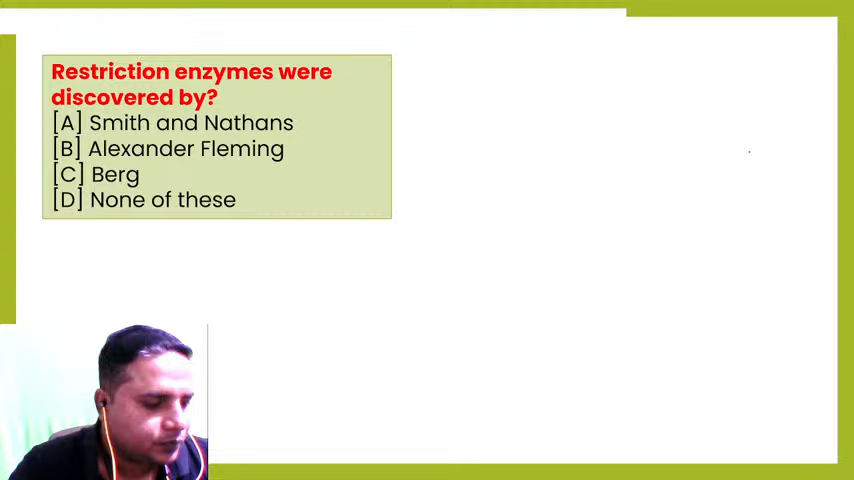 Restriction enzymes were
discovered by?
[A] Smith and Nathans
[B] Alexander Fleming
[C] Berg
[D] None of these